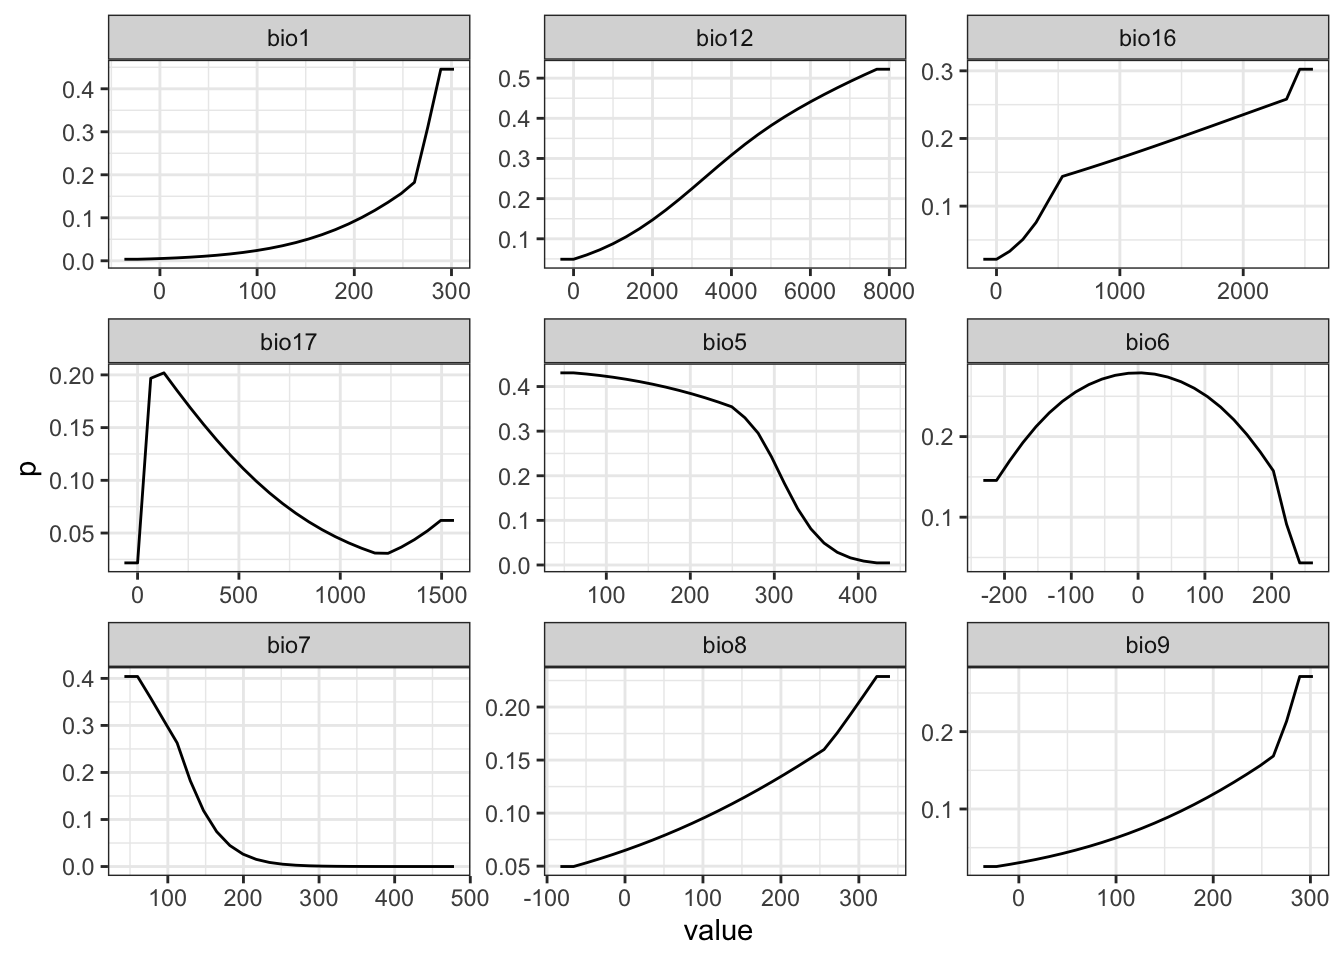 bio1 bio12 bio16
0.4 0.3 0.2 0.1 0.0
0.5 0.4 0.3 0.2 0.1
0.3 0.2 0.1
0 100 200 300
0 2000 4000 6000 8000
0 1000 2000
bio17 bio5 bio6
0.20 0.15 0.10 0.05
0.4 0.3 0.2 0.1 0.0
0.2 0.1
0 500 1000 1500
100 200 300 400
-200 -100 0 100 200
p
bio7 bio8 bio9
0.4 0.3 0.2 0.1 0.0
0.20 0.15 0.10 0.05
0.2 0.1
100 200 300 400 500
-100 0 100 200 300
0 100 200 300
value